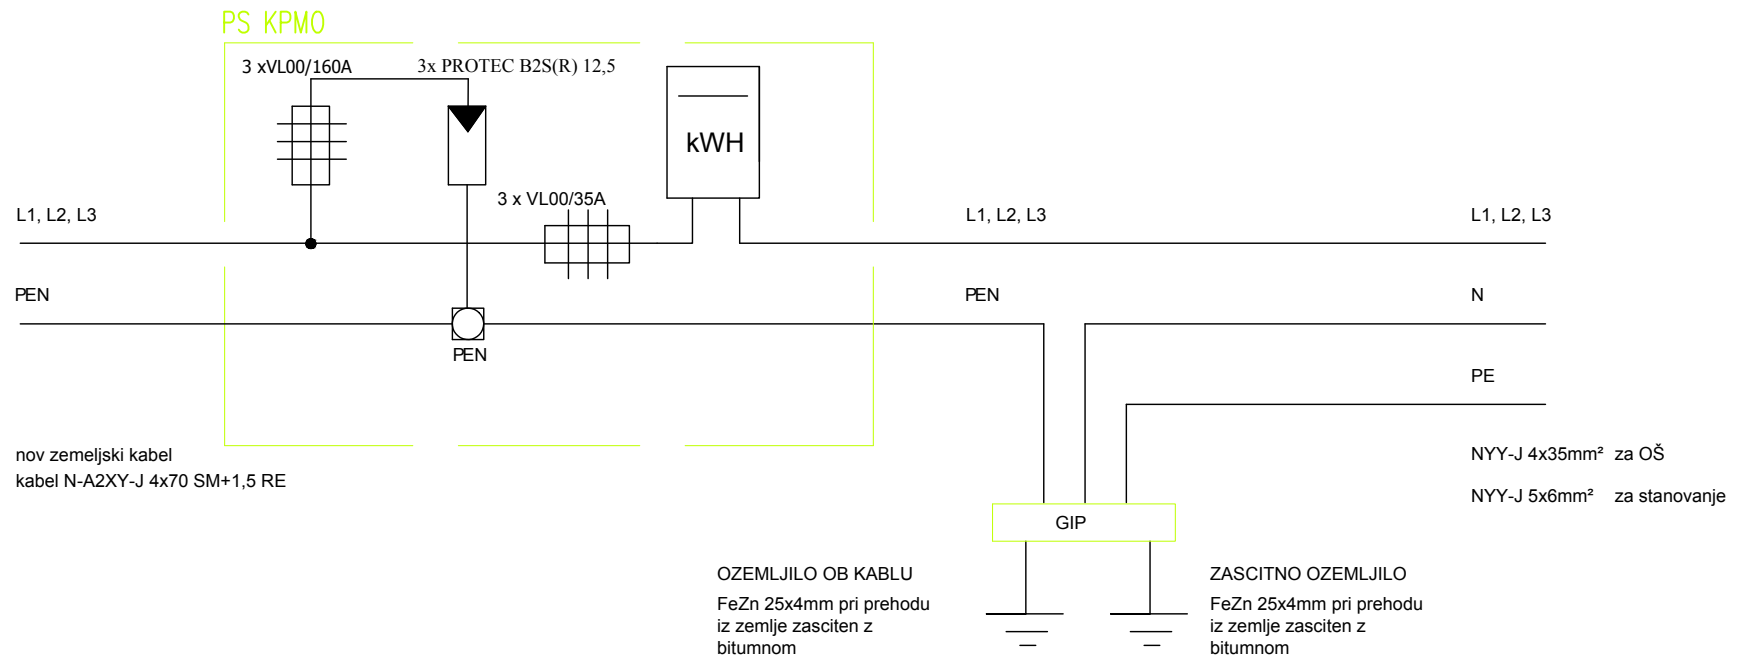 PS KPMO
3 xVL00/160A
3x PROTEC B2S(R) 12,5
kWH
3 x VL00/35A
L1, L2, L3
L1, L2, L3
L1, L2, L3
PEN
PEN
N
PEN
PE
nov zemeljski kabel
kabel N-A2XY-J 4x70 SM+1,5 RE
NYY-J 4x35mm² za OŠ
NYY-J 5x6mm² za stanovanje
GIP
OZEMLJILO OB KABLU
FeZn 25x4mm pri prehodu
iz zemlje zasciten z
bitumnom
ZASCITNO OZEMLJILO
FeZn 25x4mm pri prehodu
iz zemlje zasciten z
bitumnom